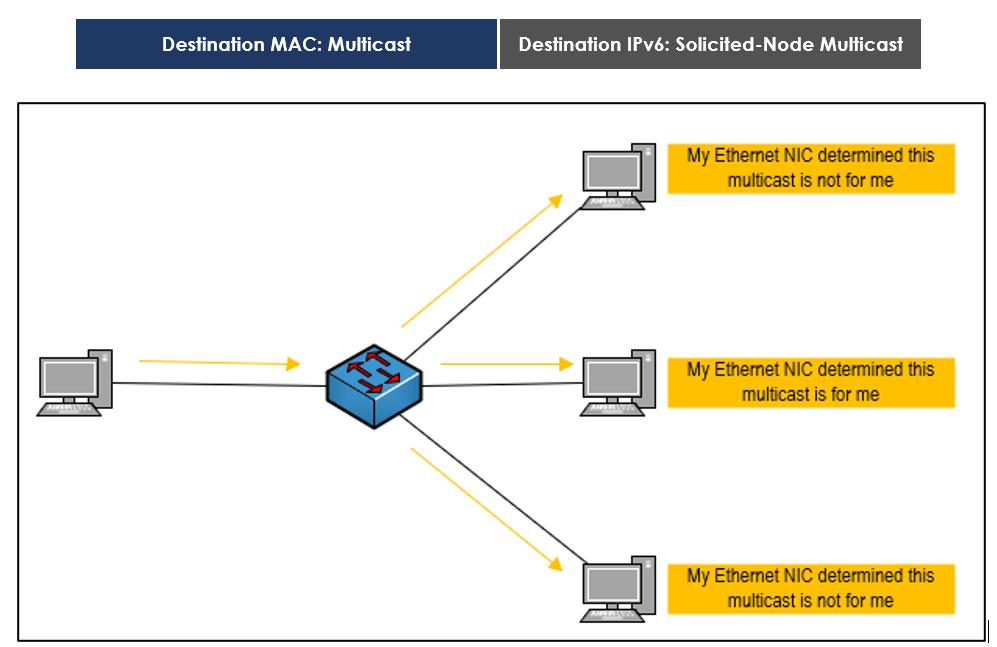 Destination MAC: Multicast
Destination IPv6: Solicited-Node Multicast
My Ethernet NIC determined this
multicast is not for me
My Ethernet NIC determined this
multicast is for me
My Ethernet NIC determined this
multicast is not for me